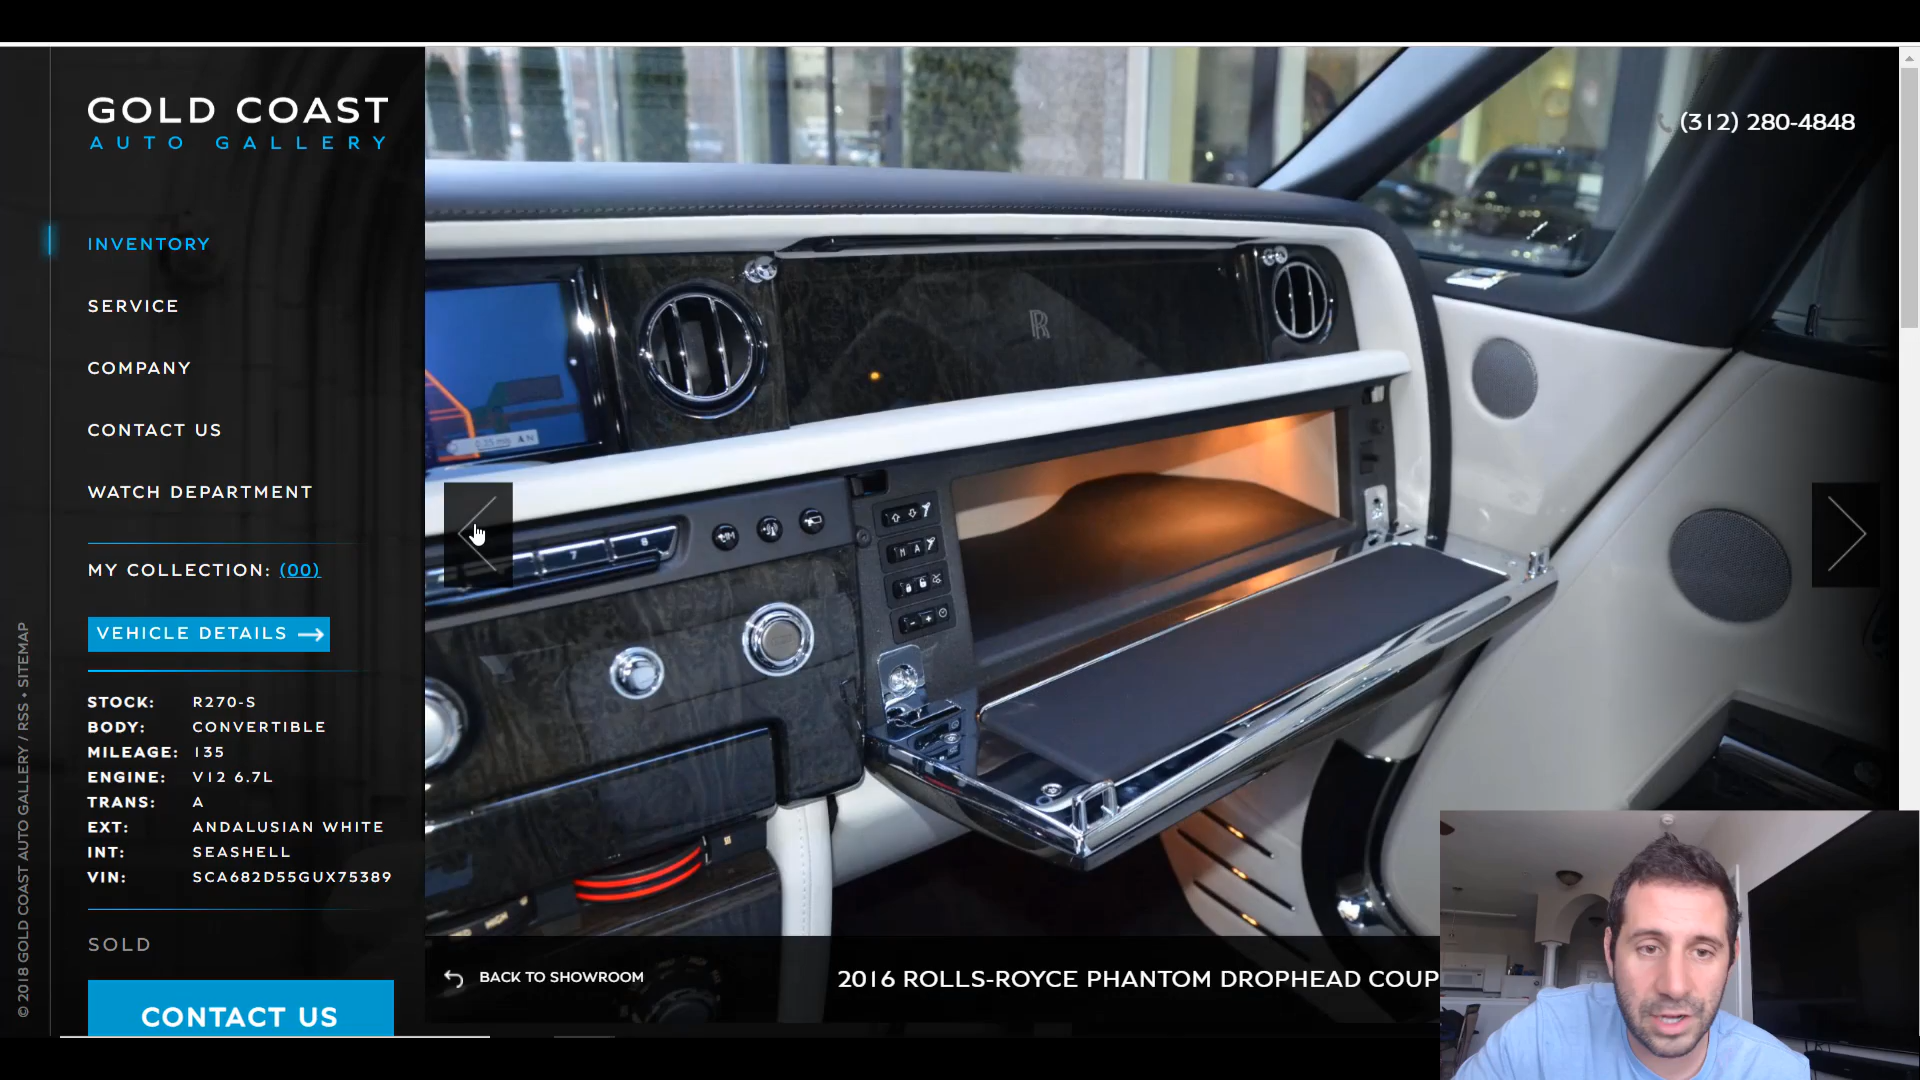 GOLD COAST
AUTO GALLERY
(312) 280-4848
INVENTORY
SERVICE
COMPANY
CONTACT US
WATCH DEPARTMENT
MY COLLECTION: (00)
VEHICLE DETAILS
STOCK: R270-S
BODY: CONVERTIBLE
MILEAGE: 135
ENGINE: V12 6.7L
TRANS: A
EXT: ANDALUSIAN WHITE
INT: SEASHELL
VIN: SCA682D55GUX75389
SOLD
CONTACT US
© 2018 GOLD COAST AUTO GALLERY / RSS • SITEMAP
R
7
8
M A
BACK TO SHOWROOM
2016 ROLLS-ROYCE PHANTOM DROPHEAD COUP